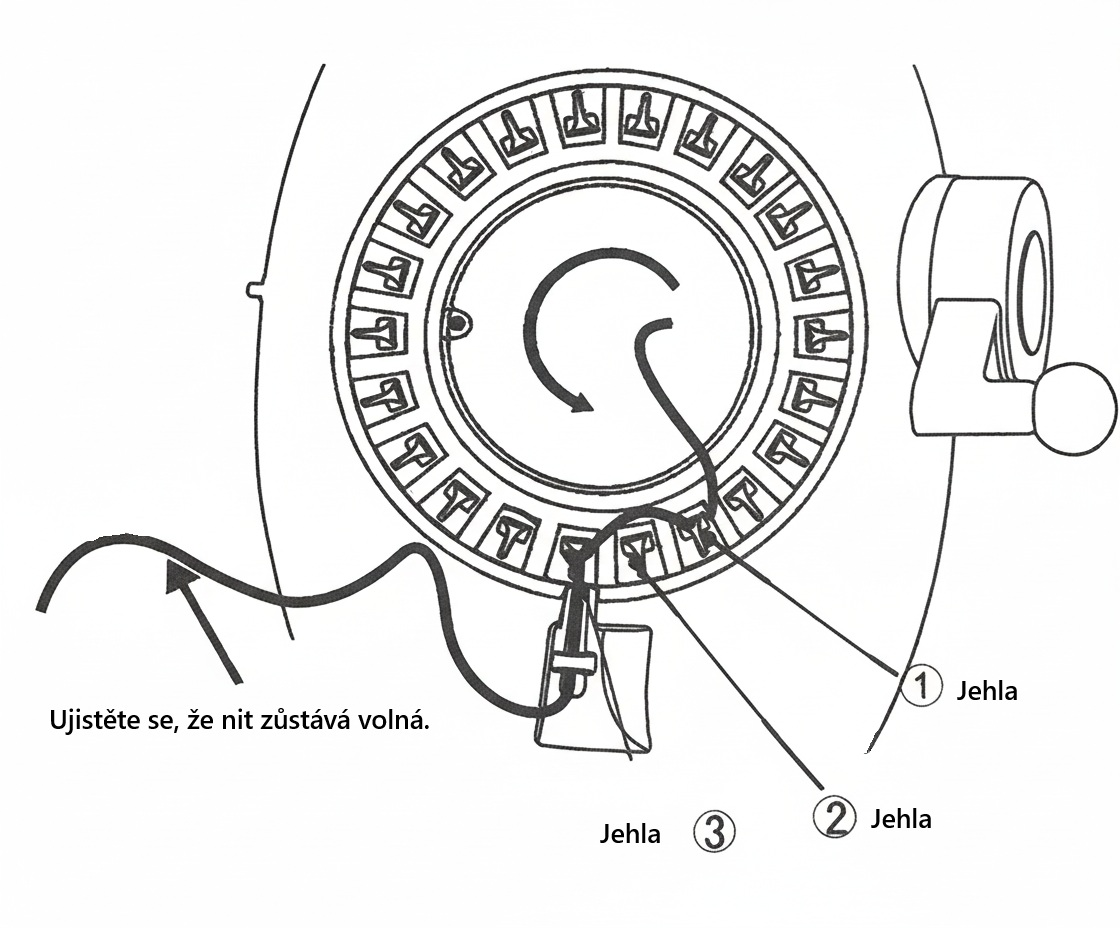 ① Jehla
Ujistěte se, že nit zůstává volná.
② Jehla
Jehla ③